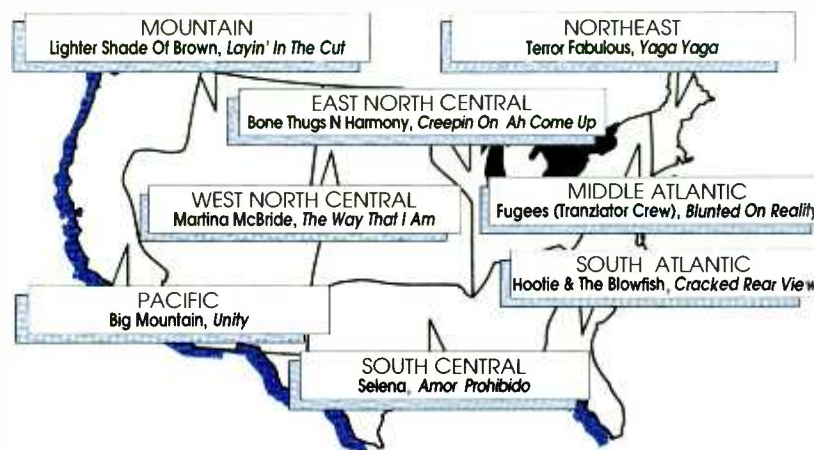 MOUNTAIN
Lighter Shade Of Brown, Layin' In The Cut
NORTHEAST
Terror Fabulous, Yaga Yaga
EAST NORTH CENTRAL
Bone Thugs N Harmony, Creepin On Ah Come Up
WEST NORTH CENTRAL
Martina McBride, The Way That I Am
MIDDLE ATLANTIC
Fugees (Tranzlator Crew), Blunted On Reality
SOUTH ATLANTIC
Hootie & The Blowfish, Cracked Rear View
PACIFIC
Big Mountain, Unity
SOUTH CENTRAL
Selena, Amor Prohibido